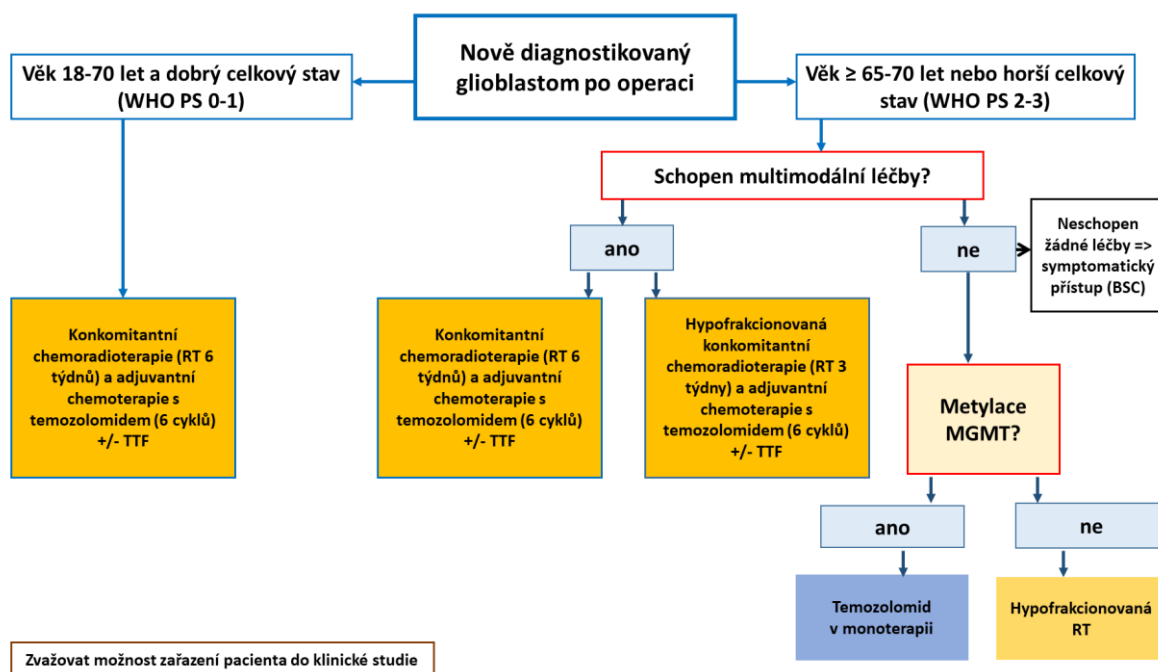 Nově diagnostikovaný
glioblastom po operaci
Věk 18-70 let a dobrý celkový stav
(WHO PS 0-1)
Věk ≥ 65-70 let nebo horší celkový
stav (WHO PS 2-3)
Schopen multimodální léčby?
ano
ne
Neschopen
žádné léčby =>
symptomatický
přístup (BSC)
Konkomitantní
chemoradioterapie (RT 6
týdnů) a adjuvantní
chemoterapie s
temozolomidem (6 cyklů)
+/- TTF
Konkomitantní
chemoradioterapie (RT 6
týdnů) a adjuvantní
chemoterapie s
temozolomidem (6 cyklů)
+/- TTF
Hypofrakcionovaná
konkomitantní
chemoradioterapie (RT 3
týdny) a adjuvantní
chemoterapie s
temozolomidem (6 cyklů)
+/- TTF
Metylace
MGMT?
ano
ne
Temozolomid
v monoterapii
Hypofrakcionovaná
RT
Zvažovat možnost zařazení pacienta do klinické studie